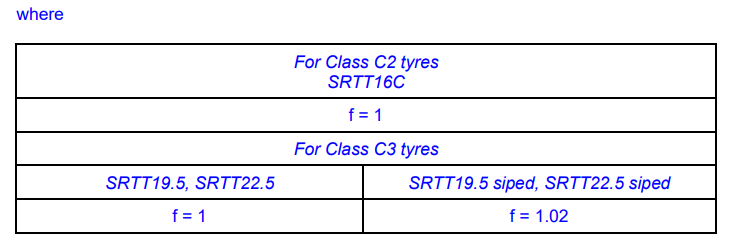 where
For Class C2 tyres
SRTT16C
f = 1
For Class C3 tyres
SRTT19.5, SRTT22.5
SRTT19.5 siped, SRTT22.5 siped
f = 1
f = 1.02